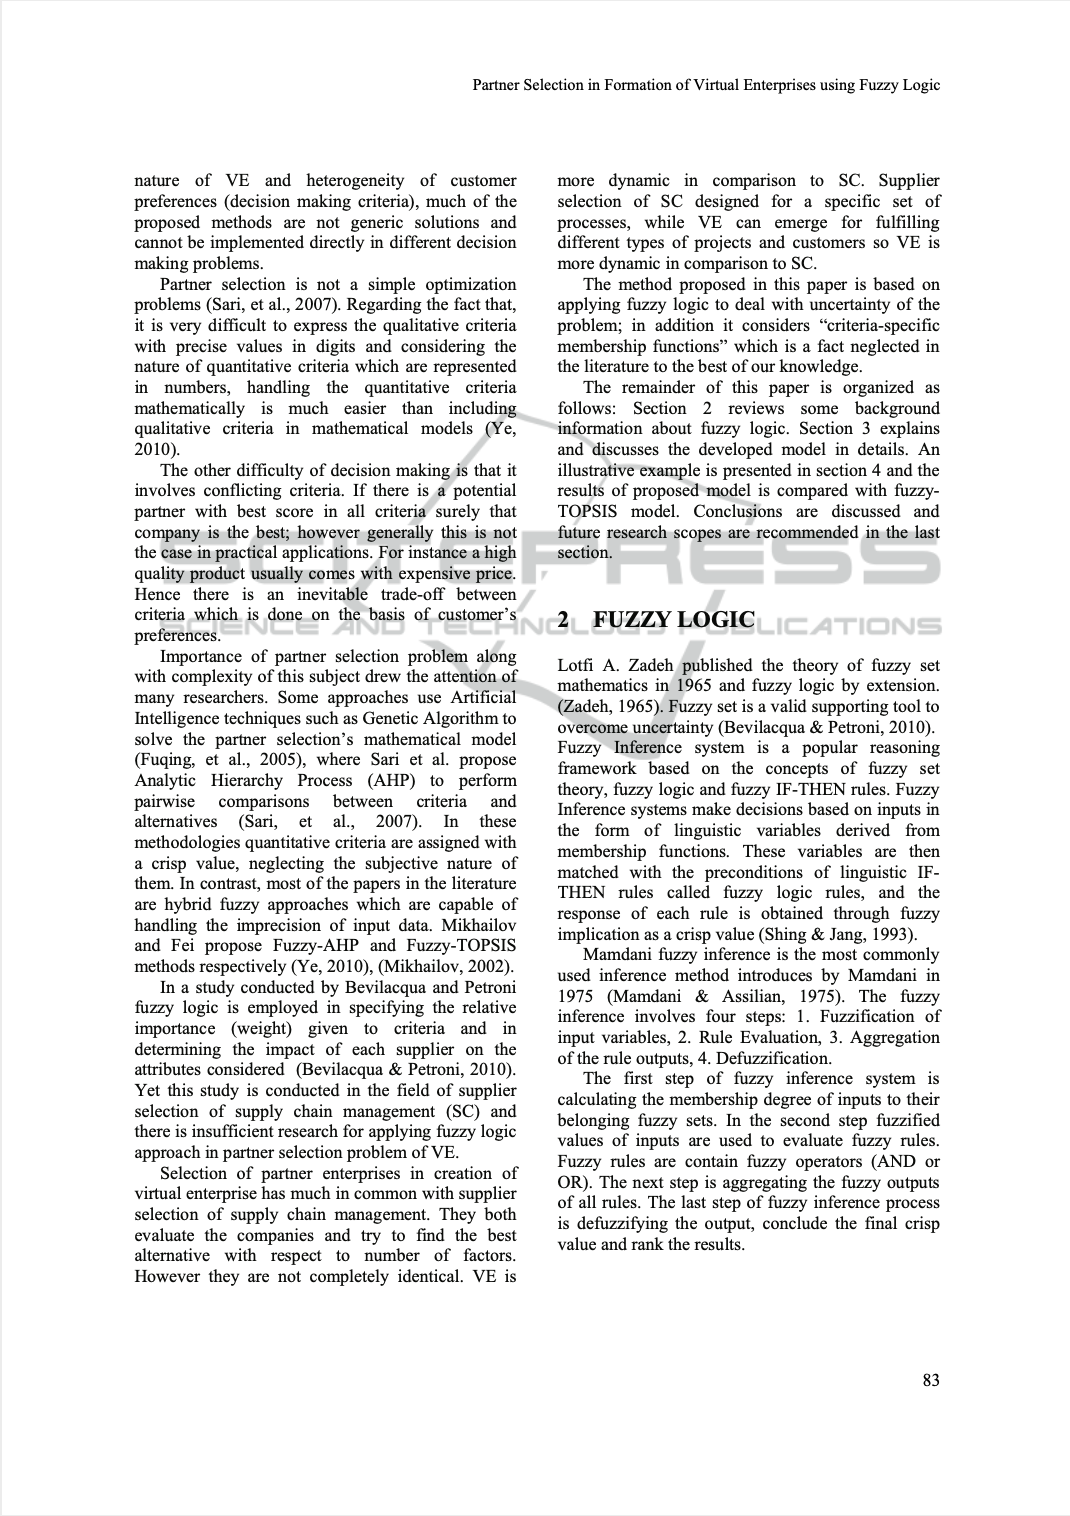 Partner Selection in Formation of Virtual Enterprises using Fuzzy Logic
nature of VE and heterogeneity of customer
preferences (decision making criteria), much of the
proposed methods are not generic solutions and
cannot be implemented directly in different decision
making problems.
Partner selection is not a simple optimization
problems (Sari, et al., 2007). Regarding the fact that,
it is very difficult to express the qualitative criteria
with precise values in digits and considering the
nature of quantitative criteria which are represented
in numbers, handling the quantitative criteria
mathematically is much easier than including
qualitative criteria in mathematical models (Ye,
2010).
The other difficulty of decision making is that it
involves conflicting criteria. If there is a potential
partner with best score in all criteria surely that
company is the best; however generally this is not
the case in practical applications. For instance a high
quality product usually comes with expensive price.
Hence there is an inevitable trade-off between
criteria which is done on the basis of customer’s
preferences.
Importance of partner selection problem along
with complexity of this subject drew the attention of
many researchers. Some approaches use Artificial
Intelligence techniques such as Genetic Algorithm to
solve the partner selection’s mathematical model
(Fuqing, et al., 2005), where Sari et al. propose
Analytic Hierarchy Process (AHP) to perform
pairwise comparisons between criteria and
alternatives (Sari, et al., 2007). In these
methodologies quantitative criteria are assigned with
a crisp value, neglecting the subjective nature of
them. In contrast, most of the papers in the literature
are hybrid fuzzy approaches which are capable of
handling the imprecision of input data. Mikhailov
and Fei propose Fuzzy-AHP and Fuzzy-TOPSIS
methods respectively (Ye, 2010), (Mikhailov, 2002).
In a study conducted by Bevilacqua and Petroni
fuzzy logic is employed in specifying the relative
importance (weight) given to criteria and in
determining the impact of each supplier on the
attributes considered (Bevilacqua & Petroni, 2010).
Yet this study is conducted in the field of supplier
selection of supply chain management (SC) and
there is insufficient research for applying fuzzy logic
approach in partner selection problem of VE.
Selection of partner enterprises in creation of
virtual enterprise has much in common with supplier
selection of supply chain management. They both
evaluate the companies and try to find the best
alternative with respect to number of factors.
However they are not completely identical. VE is
more dynamic in comparison to SC. Supplier
selection of SC designed for a specific set of
processes, while VE can emerge for fulfilling
different types of projects and customers so VE is
more dynamic in comparison to SC.
The method proposed in this paper is based on
applying fuzzy logic to deal with uncertainty of the
problem; in addition it considers “criteria-specific
membership functions” which is a fact neglected in
the literature to the best of our knowledge.
The remainder of this paper is organized as
follows: Section 2 reviews some background
information about fuzzy logic. Section 3 explains
and discusses the developed model in details. An
illustrative example is presented in section 4 and the
results of proposed model is compared with fuzzy-
TOPSIS model. Conclusions are discussed and
future research scopes are recommended in the last
section.
2 FUZZY LOGIC
Lotfi A. Zadeh published the theory of fuzzy set
mathematics in 1965 and fuzzy logic by extension.
(Zadeh, 1965). Fuzzy set is a valid supporting tool to
overcome uncertainty (Bevilacqua & Petroni, 2010).
Fuzzy Inference system is a popular reasoning
framework based on the concepts of fuzzy set
theory, fuzzy logic and fuzzy IF-THEN rules. Fuzzy
Inference systems make decisions based on inputs in
the form of linguistic variables derived from
membership functions. These variables are then
matched with the preconditions of linguistic IF-
THEN rules called fuzzy logic rules, and the
response of each rule is obtained through fuzzy
implication as a crisp value (Shing & Jang, 1993).
Mamdani fuzzy inference is the most commonly
used inference method introduces by Mamdani in
1975 (Mamdani & Assilian, 1975). The fuzzy
inference involves four steps: 1. Fuzzification of
input variables, 2. Rule Evaluation, 3. Aggregation
of the rule outputs, 4. Defuzzification.
The first step of fuzzy inference system is
calculating the membership degree of inputs to their
belonging fuzzy sets. In the second step fuzzified
values of inputs are used to evaluate fuzzy rules.
Fuzzy rules are contain fuzzy operators (AND or
OR). The next step is aggregating the fuzzy outputs
of all rules. The last step of fuzzy inference process
is defuzzifying the output, conclude the final crisp
value and rank the results.
SCITEPRESS
SCIENCE AND TECHNOLOGY PUBLICATIONS
83